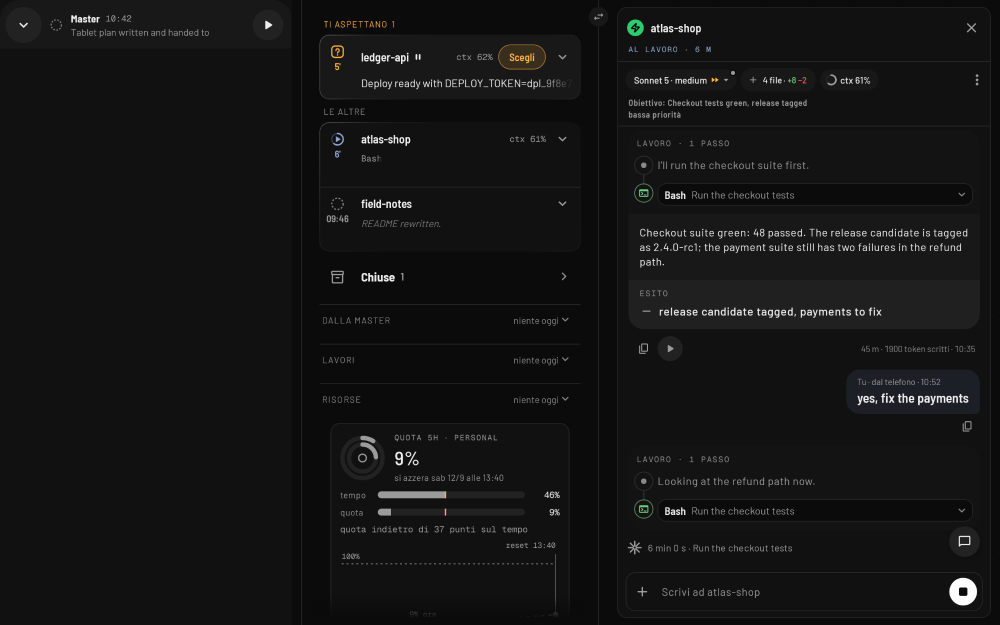 Master 10:42
Tablet plan written and handed to
TI ASPETTANO 1
5'
ledger-api
ctx 62%
Scegli
Deploy ready with DEPLOY_TOKEN=dpl_9f8e7
LE ALTRE
6'
atlas-shop
ctx 61%
Bash
09:46
field-notes
README rewritten.
Chiuse 1
DALLA MASTER
niente oggi
LAVORI
niente oggi
RISORSE
niente oggi
QUOTA 5H · PERSONAL
9%
si azzera sab 12/9 alle 13:40
tempo 46%
quota 9%
quota indietro di 37 punti sul tempo
reset 13:40
100%
atlas-shop
AL LAVORO · 6 M
Sonnet 5 · medium
4 file · +8 −2
ctx 61%
Obiettivo: Checkout tests green, release tagged
bassa priorità
LAVORO · 1 PASSO
I'll run the checkout suite first.
Bash Run the checkout tests
Checkout suite green: 48 passed. The release candidate is tagged
as 2.4.0-rc1; the payment suite still has two failures in the refund
path.
ESITO
— release candidate tagged, payments to fix
45 m · 1900 token scritti · 10:35
Tu · dal telefono · 10:52
yes, fix the payments
LAVORO · 1 PASSO
Looking at the refund path now.
Bash Run the checkout tests
6 min 0 s · Run the checkout tests
Scrivi ad atlas-shop